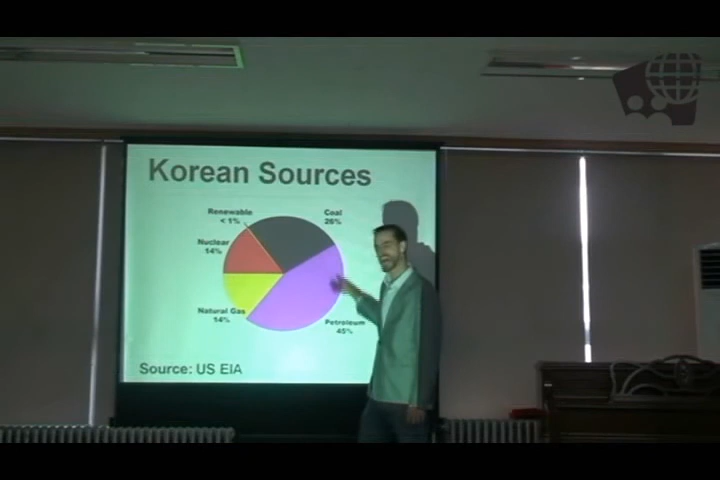 Korean Sources
Renewable
< 1%
Coal
26%
Nuclear
14%
Natural Gas
14%
Petroleum
45%
Source: US EIA